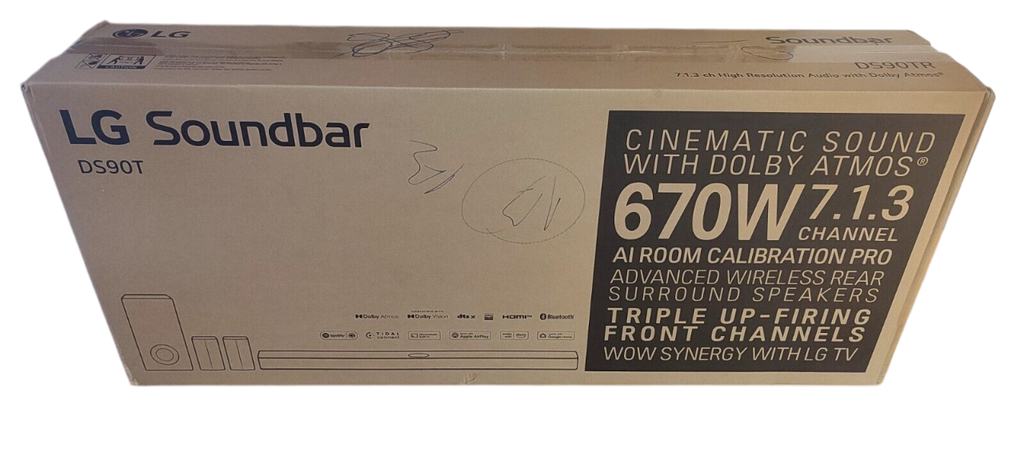 LG
Soundbar
CAUTION
DS90TR
7.1.3 ch High Resolution Audio with Dolby Atmos®
LG Soundbar
DS90T
CINEMATIC SOUND
WITH DOLBY ATMOS®
670W 7.1.3
CHANNEL
AI ROOM CALIBRATION PRO
ADVANCED WIRELESS REAR
SURROUND SPEAKERS
TRIPLE UP-FIRING
FRONT CHANNELS
WOW SYNERGY WITH LG TV
Dolby Atmos Dolby Vision dts x HDMI Bluetooth
Spotify TIDAL Apple AirPlay